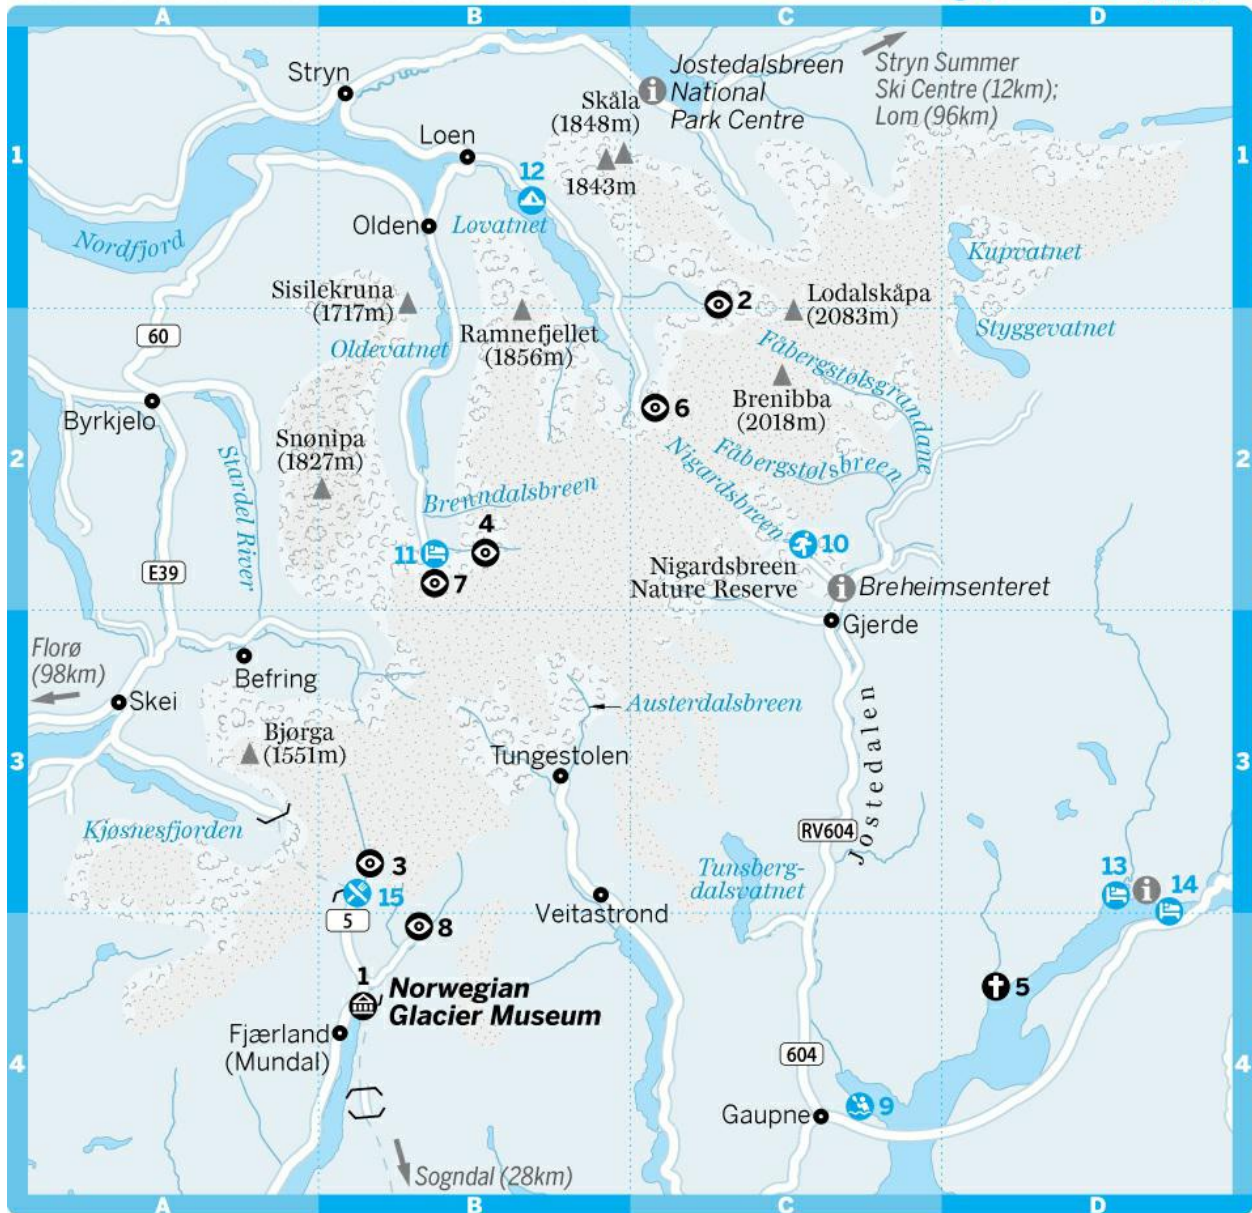 A
B
C
D
Stryn
Jostedalsbreen
National
Park Centre
Stryn Summer
Ski Centre (12km);
Lom (96km)
Skåla
(1848m)
1843m
1
1
Loen
12
Olden
Lovatnet
Nordfjord
Kupvatnet
Sisilekruna
(1717m)
2
Lodalskåpa
(2083m)
Ramnefjellet
(1856m)
Styggevatnet
60
Oldevatnet
Fåbergstølsgrandane
Brenibba
(2018m)
6
Byrkjelo
Snønipa
(1827m)
2
2
Stardel River
Nigardsbreen
Fåbergstølsbreen
Brenndalsbreen
4
11
7
10
E39
Nigardsbreen
Nature Reserve
Breheimsenteret
Gjerde
Florø
(98km)
Befring
Skei
Austerdalsbreen
Bjørga
(1551m)
Tungestolen
3
3
Jostedalen
Kjøsnesfjorden
RV604
3
15
Tunsberg-
dalsvatnet
13
14
5
8
Veitastrond
1
Norwegian
Glacier Museum
5
Fjærland
(Mundal)
4
4
604
Gaupne
9
Sogndal (28km)
A
B
C
D